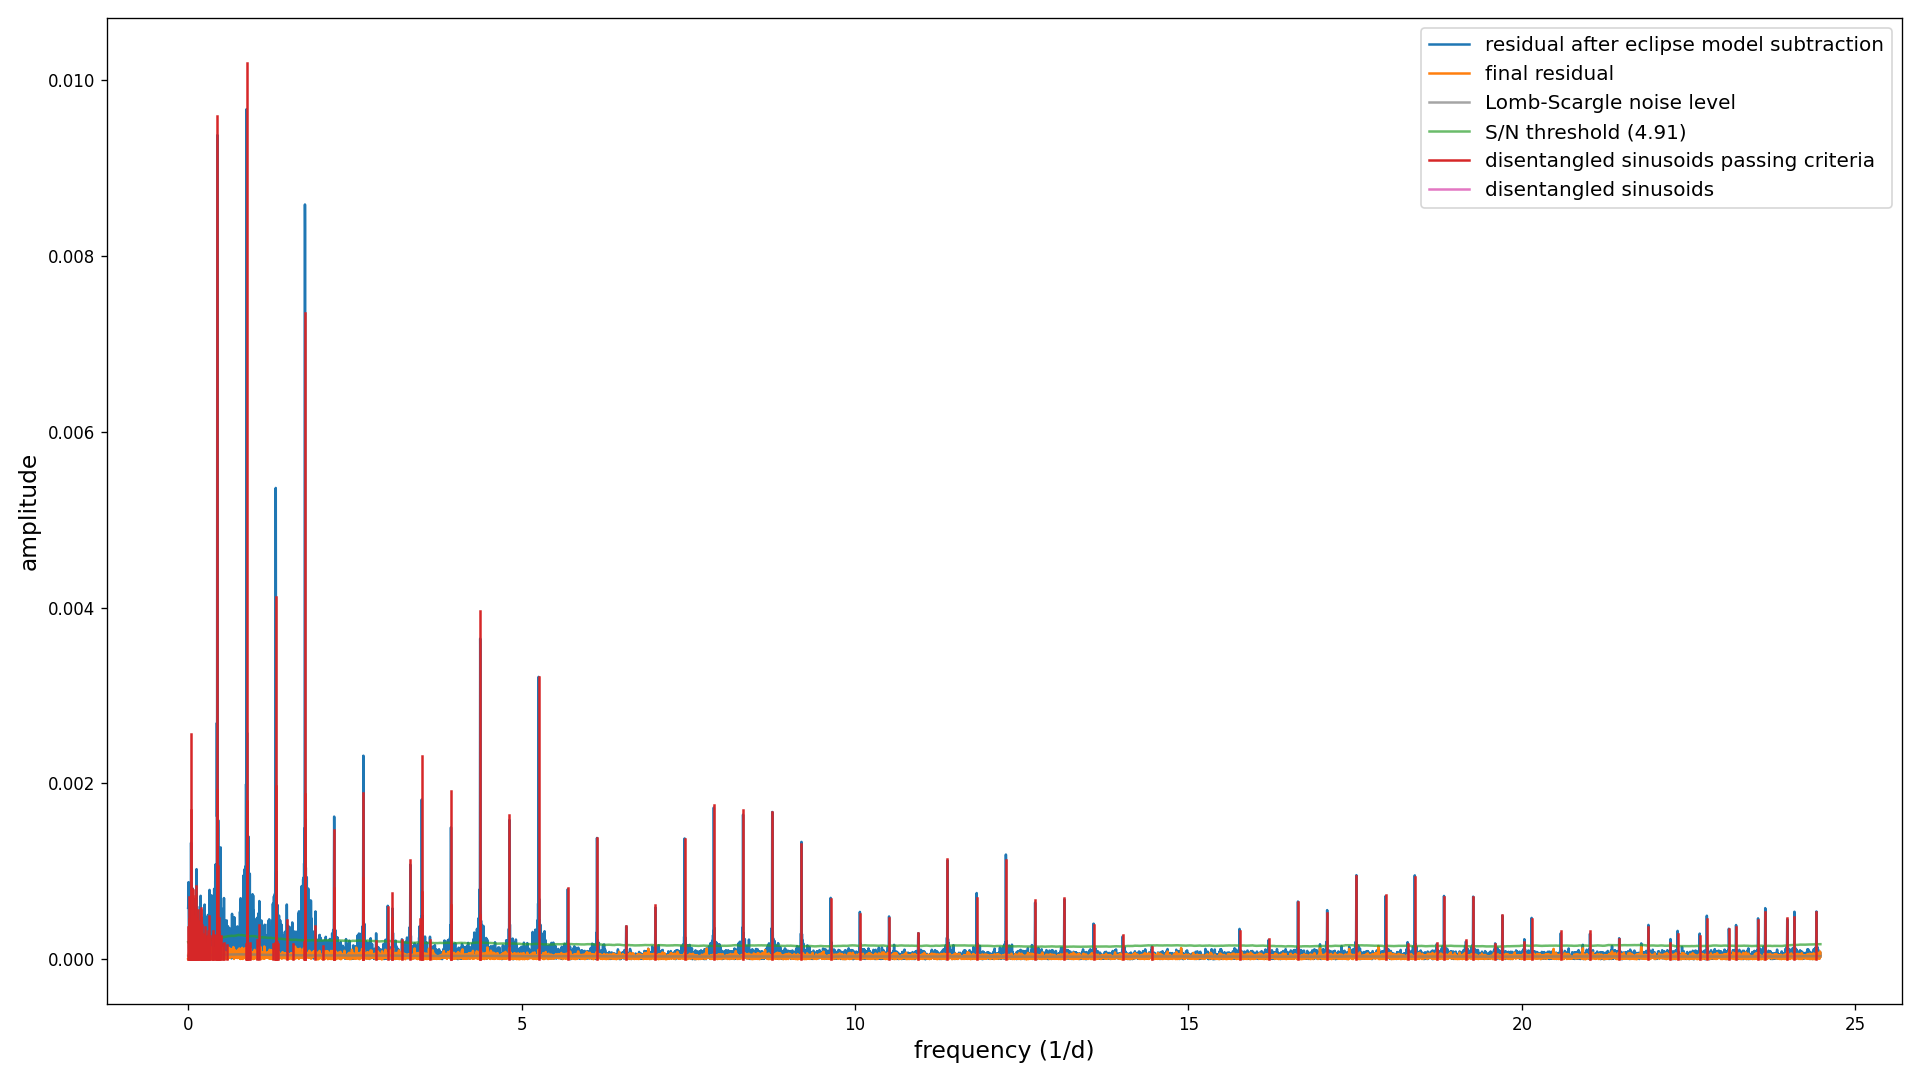 residual after eclipse model subtraction
final residual
Lomb-Scargle noise level
S/N threshold (4.91)
disentangled sinusoids passing criteria
disentangled sinusoids
0.010
0.008
0.006
0.004
0.002
0.000
amplitude
0 5 10 15 20 25
frequency (1/d)